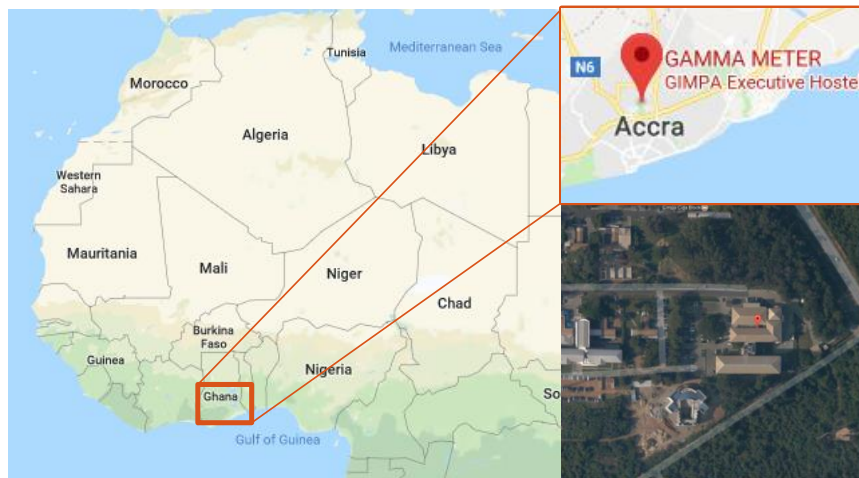 Tunisia
Mediterranean Sea
Morocco
Algeria
Libya
Western
Sahara
Mauritania
Mali
Niger
Chad
Burkina
Faso
Guinea
Nigeria
Ghana
So
Gulf of Guinea
N6
GAMMA METER
GIMPA Executive Hoste
Accra